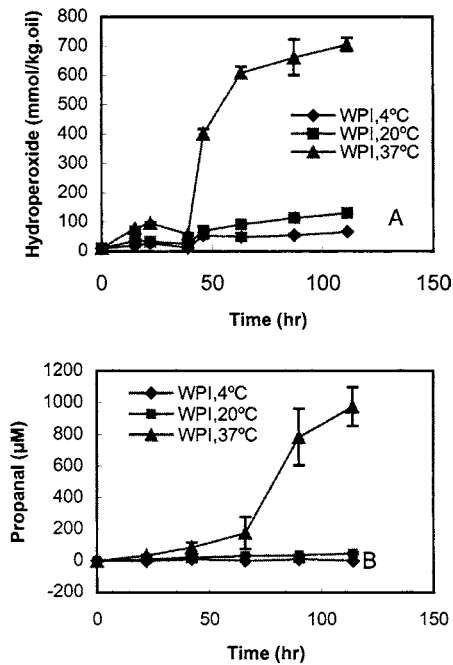 Hydroperoxide (mmol/kg.oil)
800
700
600
500
400
300
200
100
0
WPI,4ºC
WPI,20ºC
WPI,37ºC
A
0
50
100
150
Time (hr)
Propanal (µM)
1200
1000
800
600
400
200
0
-200
WPI,4ºC
WPI,20ºC
WPI,37ºC
B
0
50
100
150
Time (hr)